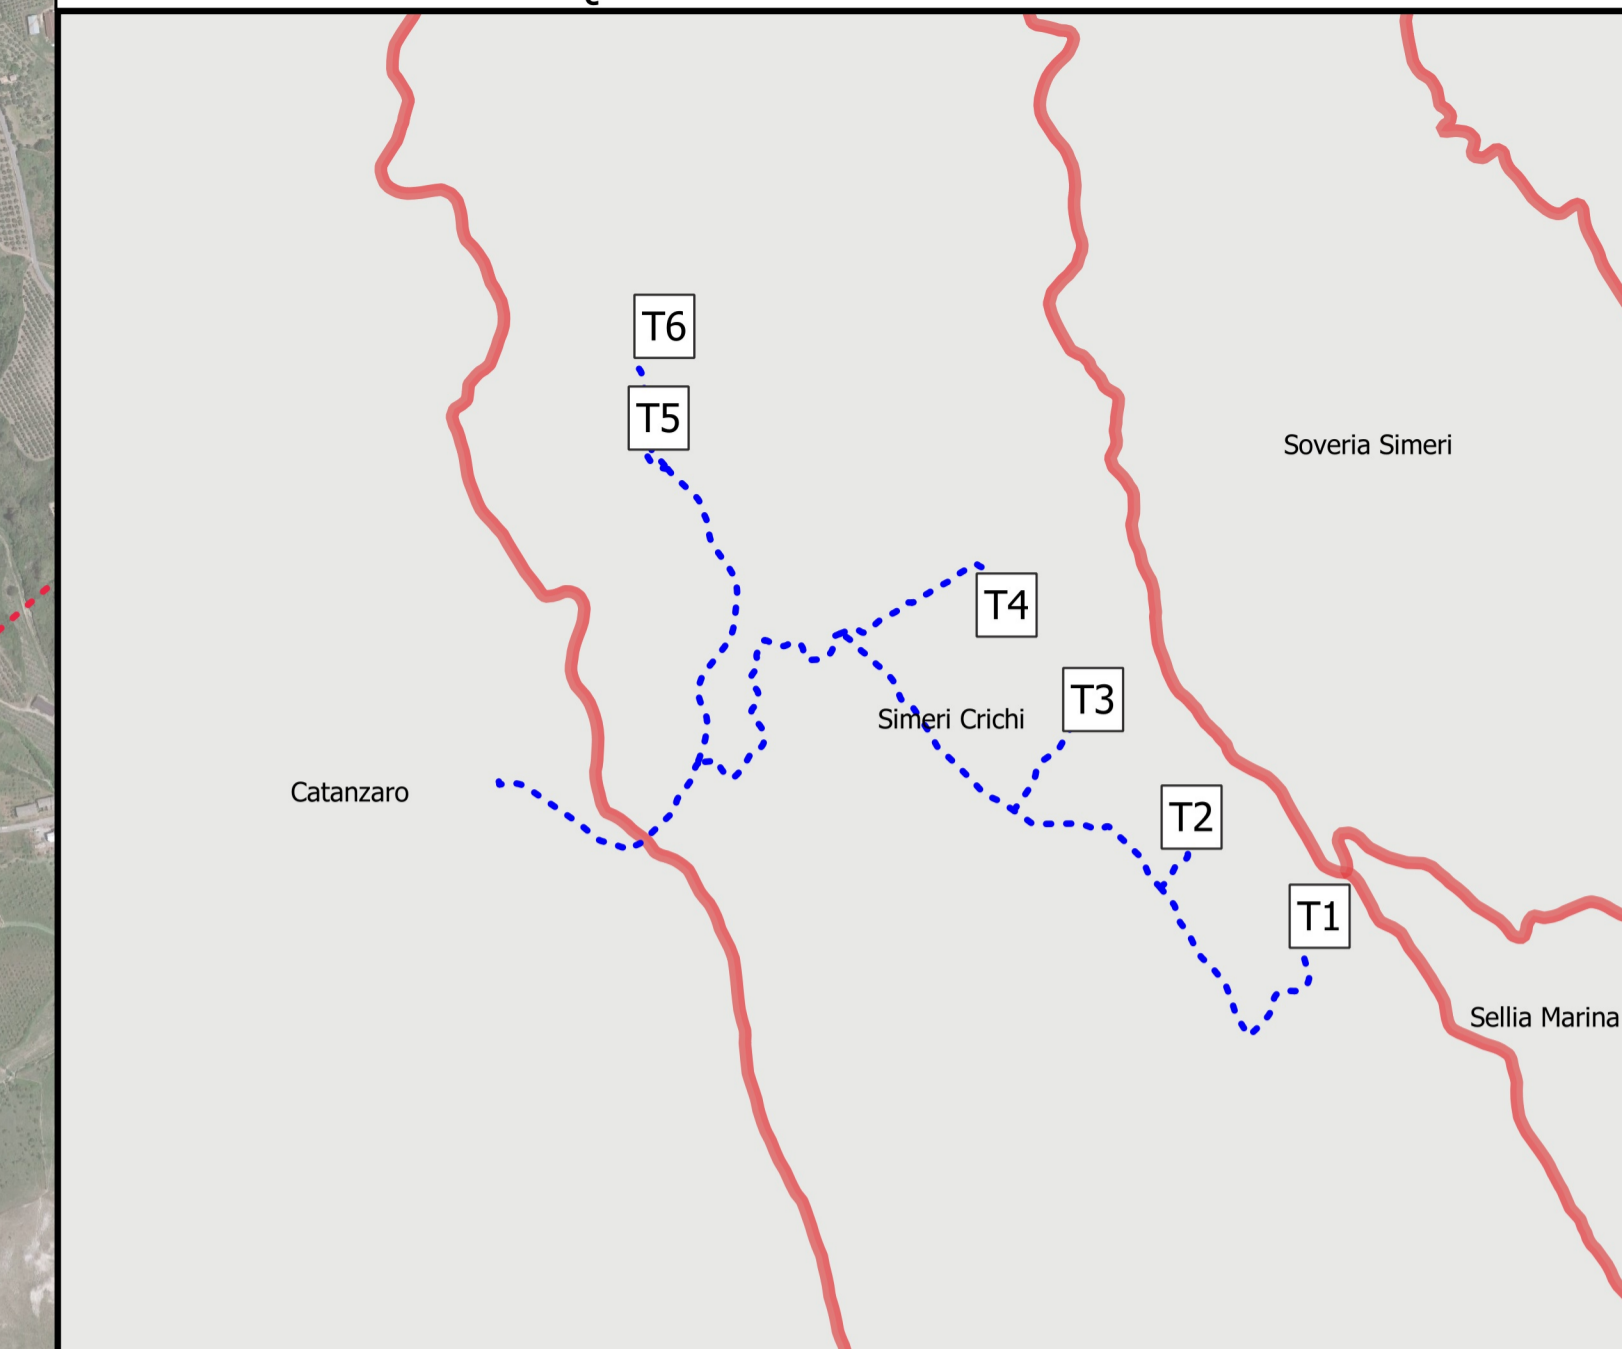 T6
T5
Soveria Simeri
T4
T3
Simeri Crichi
Catanzaro
T2
T1
Sellia Marina